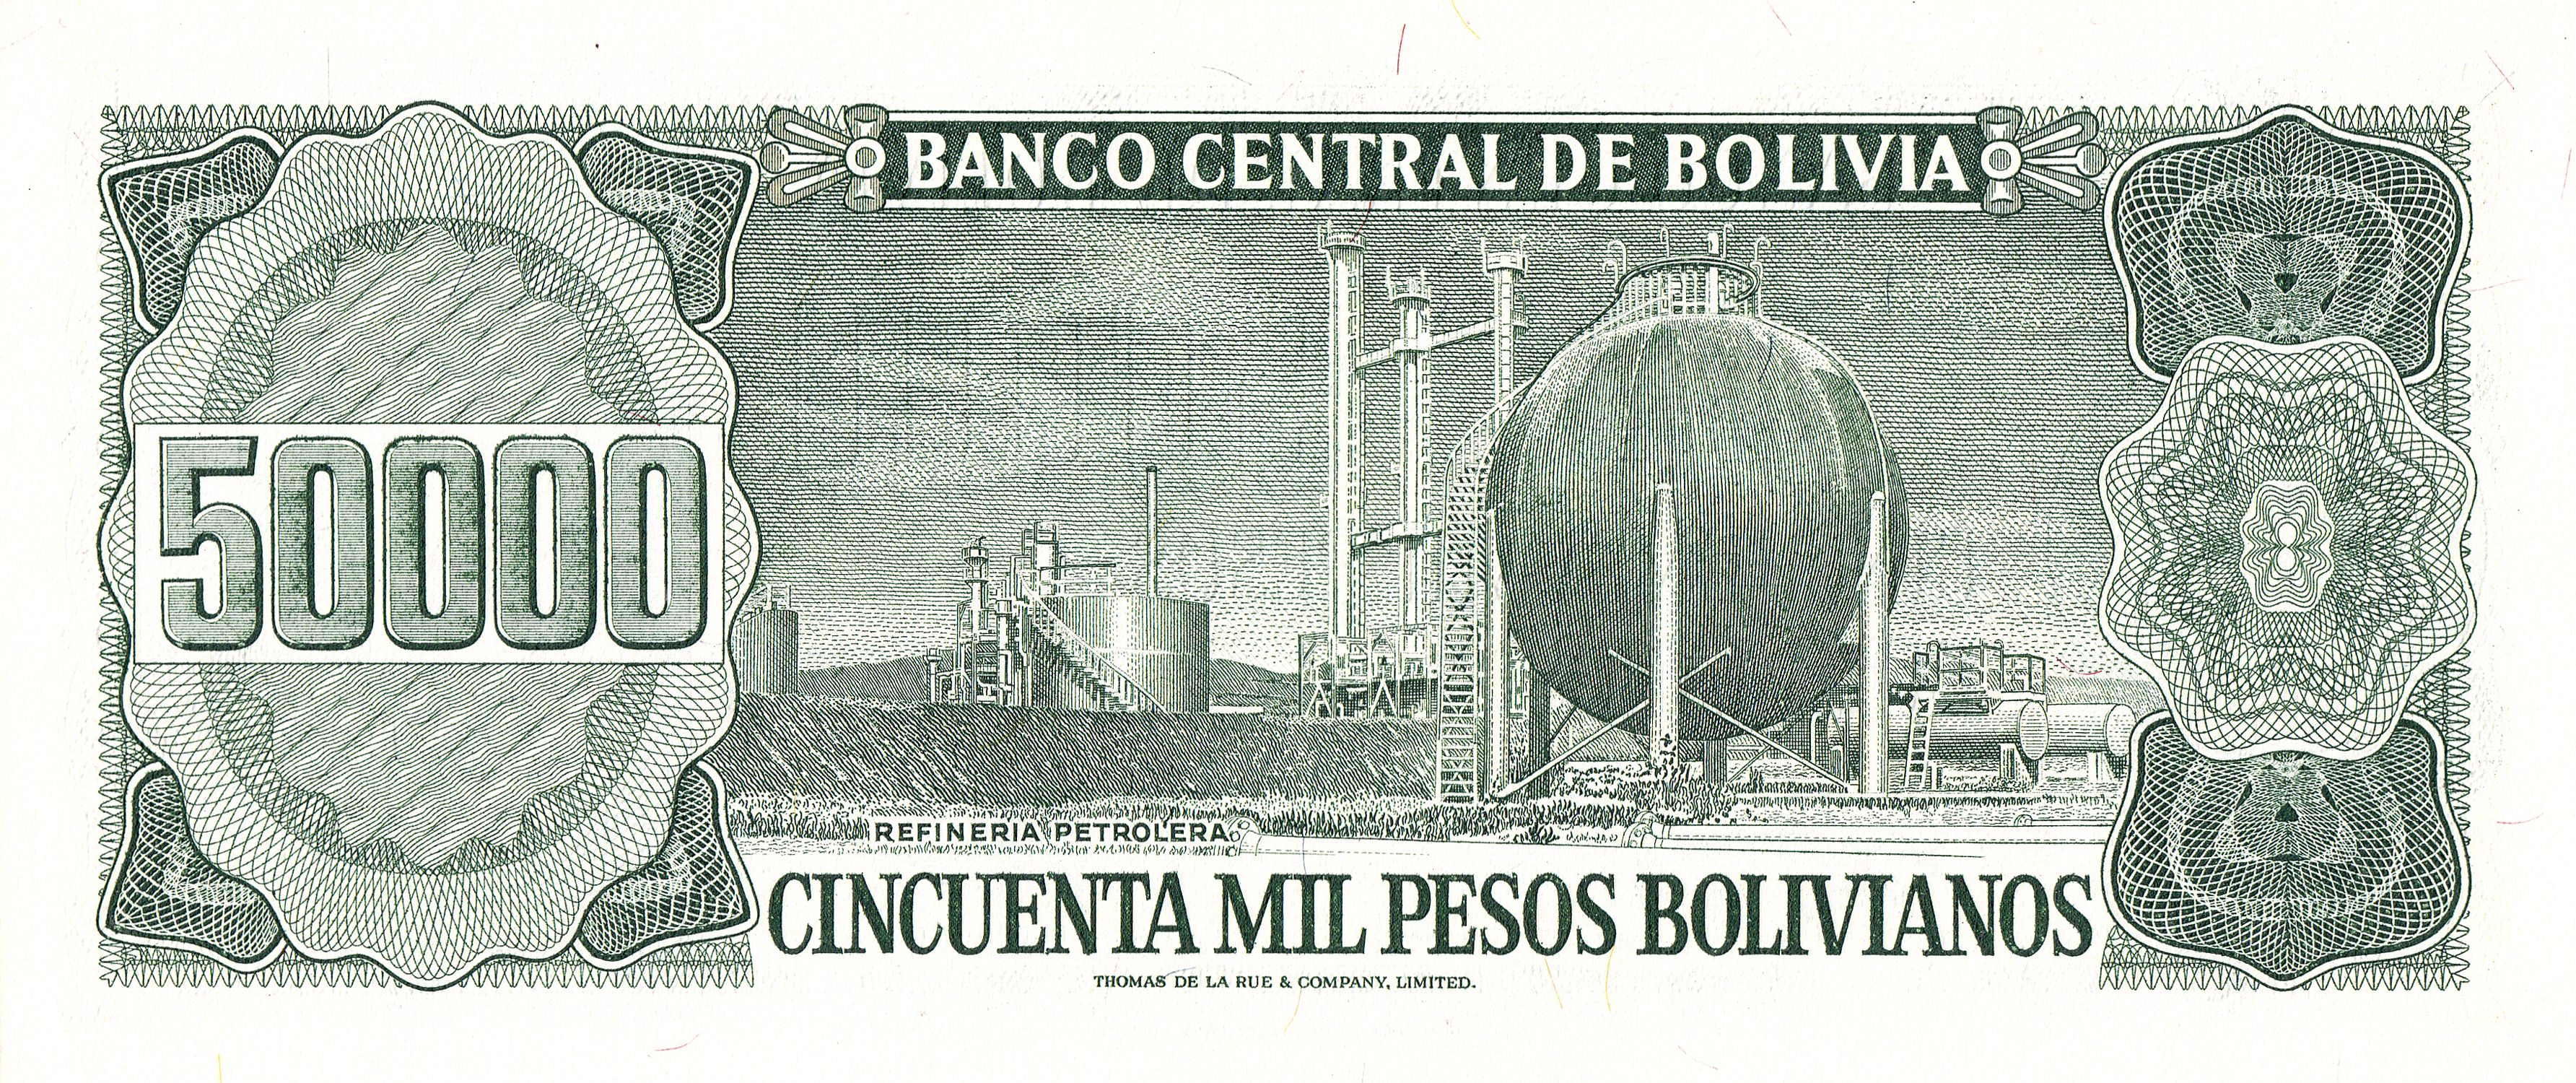 BANCO CENTRAL DE BOLIVIA
50000
REFINERIA PETROLERA
CINCUENTA MIL PESOS BOLIVIANOS
THOMAS DE LA RUE & COMPANY, LIMITED.